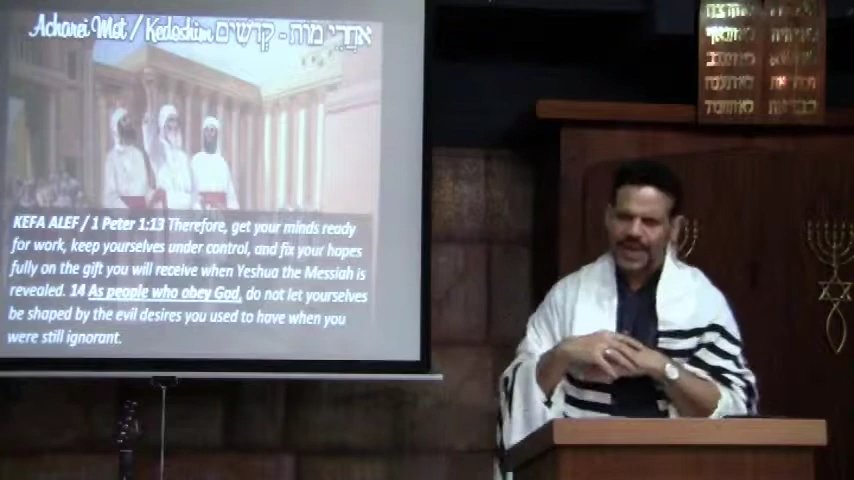 Acharei Mot / Kedoshim אַחֲרֵי מוֹת - קְדֹשִׁים
KEFA ALEF / 1 Peter 1:13 Therefore, get your minds ready
for work, keep yourselves under control, and fix your hopes
fully on the gift you will receive when Yeshua the Messiah is
revealed. 14 As people who obey God, do not let yourselves
be shaped by the evil desires you used to have when you
were still ignorant.